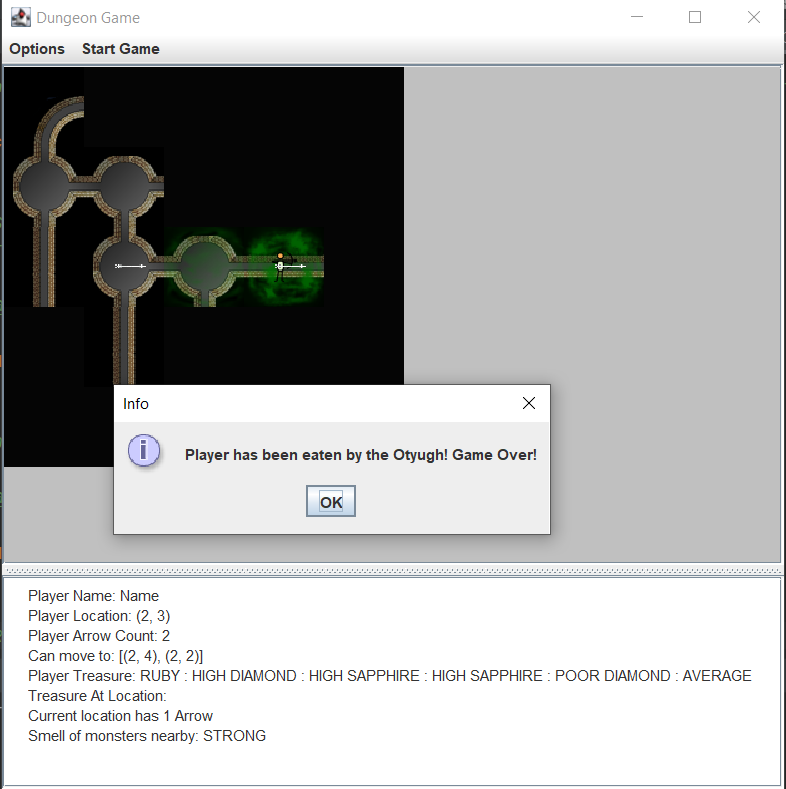 Dungeon Game
Options Start Game
Info
Player has been eaten by the Otyugh! Game Over!
OK
Player Name: Name
Player Location: (2, 3)
Player Arrow Count: 2
Can move to: [(2, 4), (2, 2)]
Player Treasure: RUBY : HIGH DIAMOND : HIGH SAPPHIRE : HIGH SAPPHIRE : POOR DIAMOND : AVERAGE
Treasure At Location:
Current location has 1 Arrow
Smell of monsters nearby: STRONG